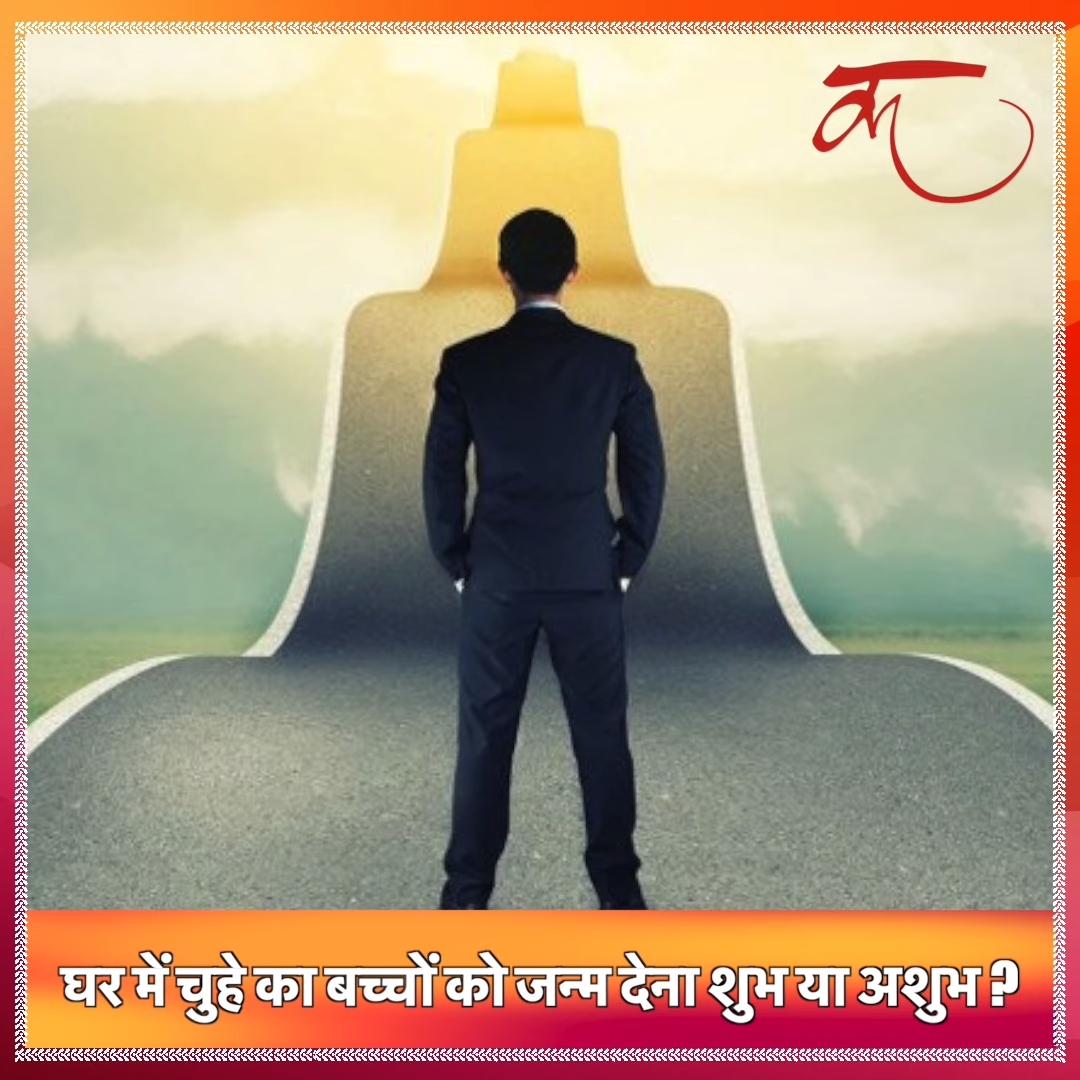 घर में चुहे का बच्चों को जन्म देना शुभ या अशुभ ?